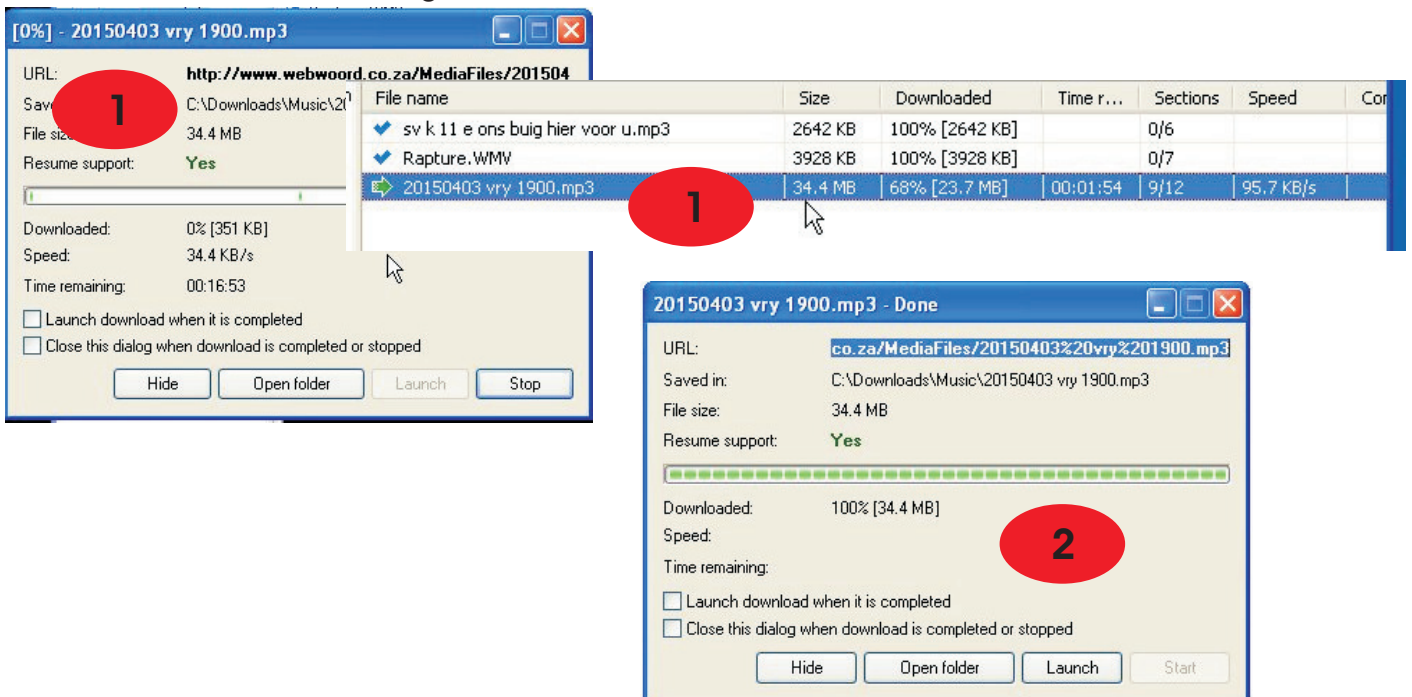 [0%] - 20150403 vry 1900.mp3
URL: http://www.webwoord.co.za/MediaFiles/201504
C:\Downloads\Music\20
34.4 MB
Resume support: Yes
Downloaded: 0% [351 KB]
Speed: 34.4 KB/s
Time remaining: 00:16:53
Launch download when it is completed
Close this dialog when download is completed or stopped
Hide Open folder Launch Stop
1
File name Size Downloaded Time r... Sections Speed
sv k 11 e ons buig hier voor u.mp3 2642 KB 100% [2642 KB] 0/6
Rapture.WMV 3928 KB 100% [3928 KB] 0/7
20150403 vry 1900.mp3 34.4 MB 68% [23.7 MB] 00:01:54 9/12 95.7 KB/s
1
20150403 vry 1900.mp3 - Done
URL: co.za/MediaFiles/20150403%20vry%201900.mp3
Saved in: C:\Downloads\Music\20150403 vry 1900.mp3
File size: 34.4 MB
Resume support: Yes
Downloaded: 100% [34.4 MB]
Speed:
Time remaining:
Launch download when it is completed
Close this dialog when download is completed or stopped
Hide Open folder Launch Start
2